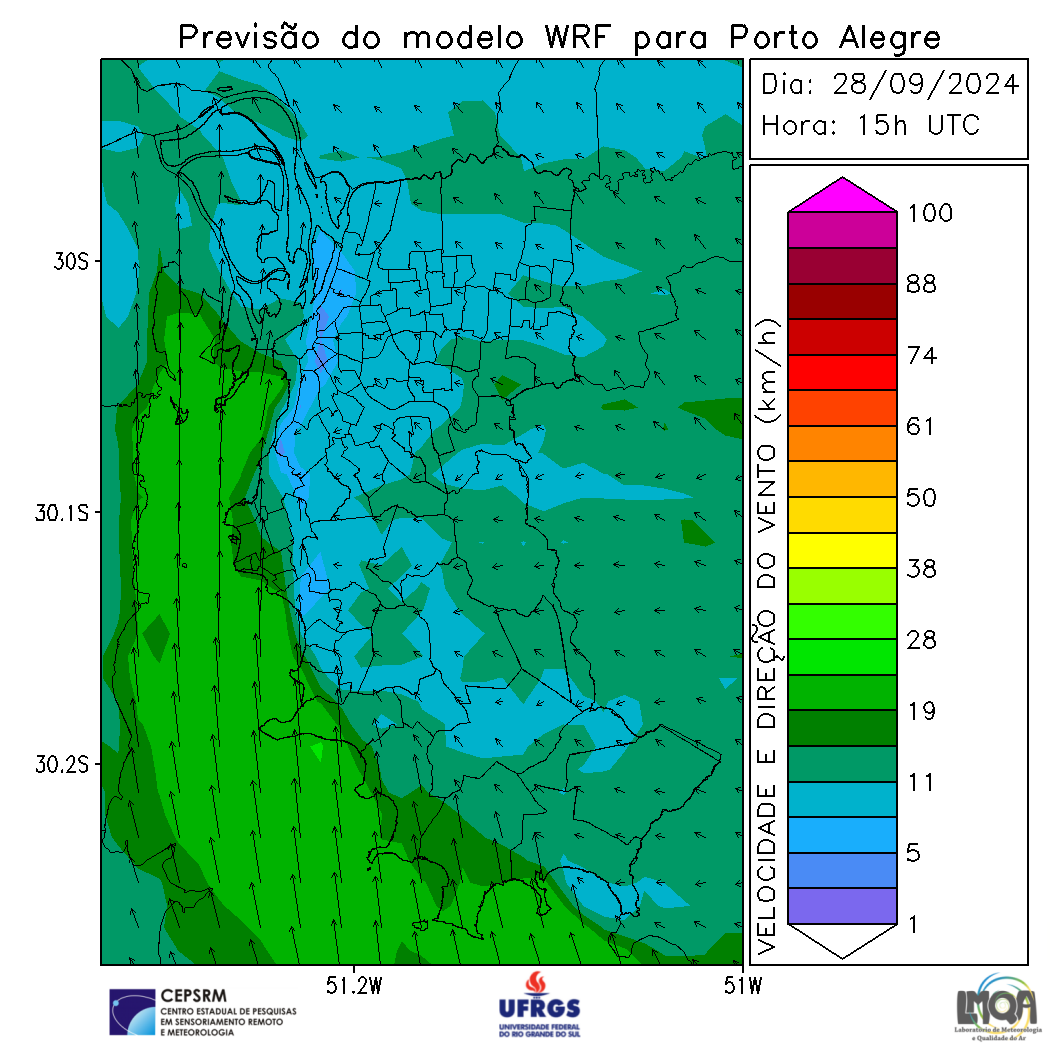 Previsão do modelo WRF para Porto Alegre
Dia: 28/09/2024
Hora: 15h UTC
30S
30.1S
30.2S
51.2W
51W
VELOCIDADE E DIREÇÃO DO VENTO (km/h)
100
88
74
61
50
38
28
19
11
5
1
CEPSRM
CENTRO ESTADUAL DE PESQUISAS
EM SENSORIAMENTO REMOTO
E METEOROLOGIA
UFRGS
UNIVERSIDADE FEDERAL
DO RIO GRANDE DO SUL
LMQA
Laboratório de Meteorologia
e Qualidade do Ar